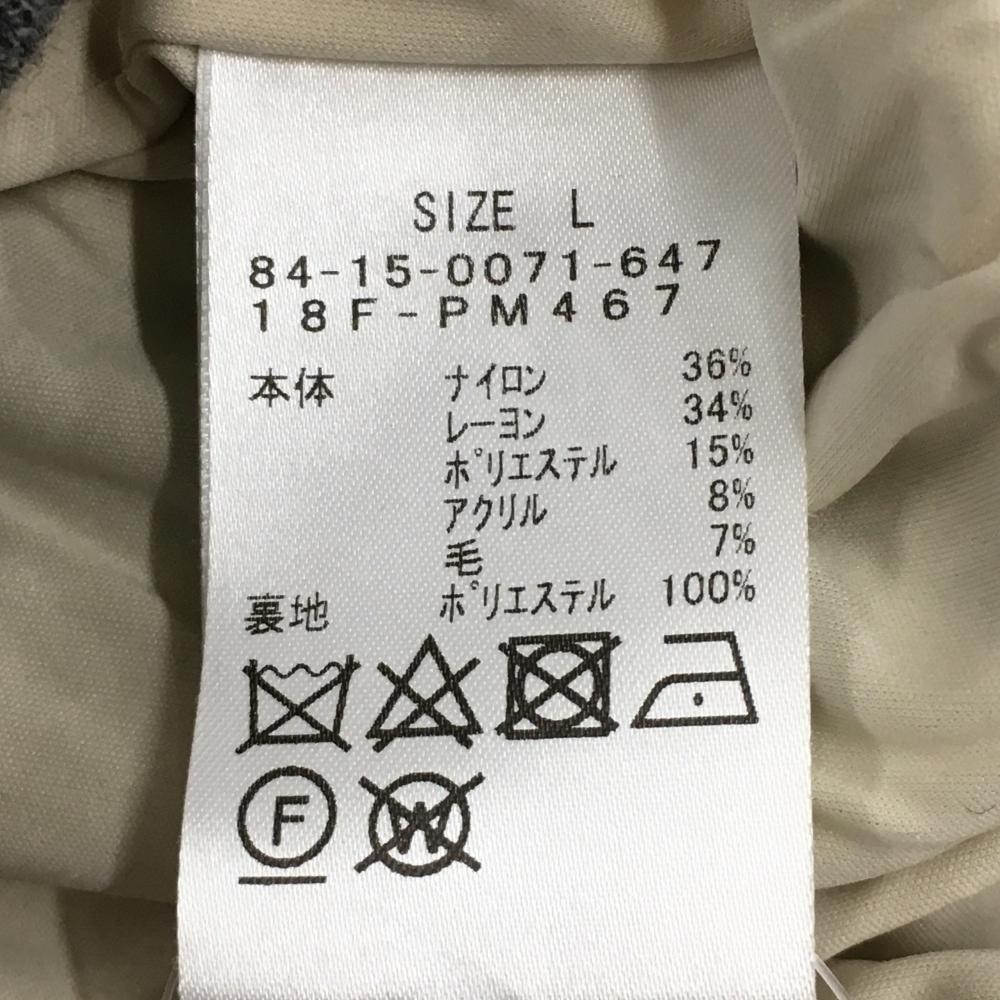 SIZE L
84-15-0071-647
18F-PM467
本体 ナイロン 36%
レーヨン 34%
ポリエステル 15%
アクリル 8%
毛 7%
裏地 ポリエステル 100%
F W